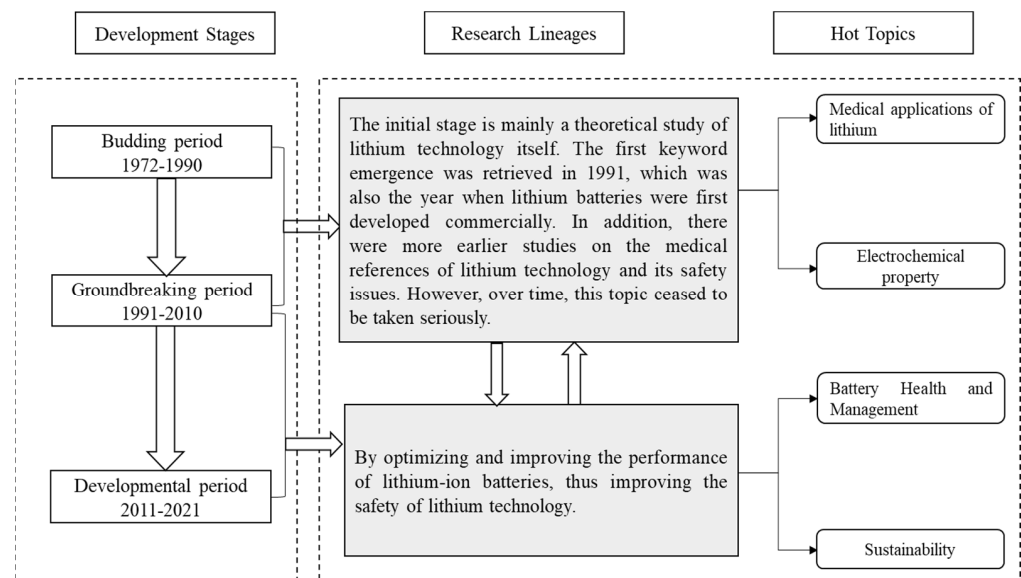 Development Stages
Research Lineages
Hot Topics
Budding period
1972-1990
Groundbreaking period
1991-2010
Developmental period
2011-2021
The initial stage is mainly a theoretical study of
lithium technology itself. The first keyword
emergence was retrieved in 1991, which was
also the year when lithium batteries were first
developed commercially. In addition, there
were more earlier studies on the medical
references of lithium technology and its safety
issues. However, over time, this topic ceased to
be taken seriously.
By optimizing and improving the performance
of lithium-ion batteries, thus improving the
safety of lithium technology.
Medical applications of
lithium
Electrochemical
property
Battery Health and
Management
Sustainability